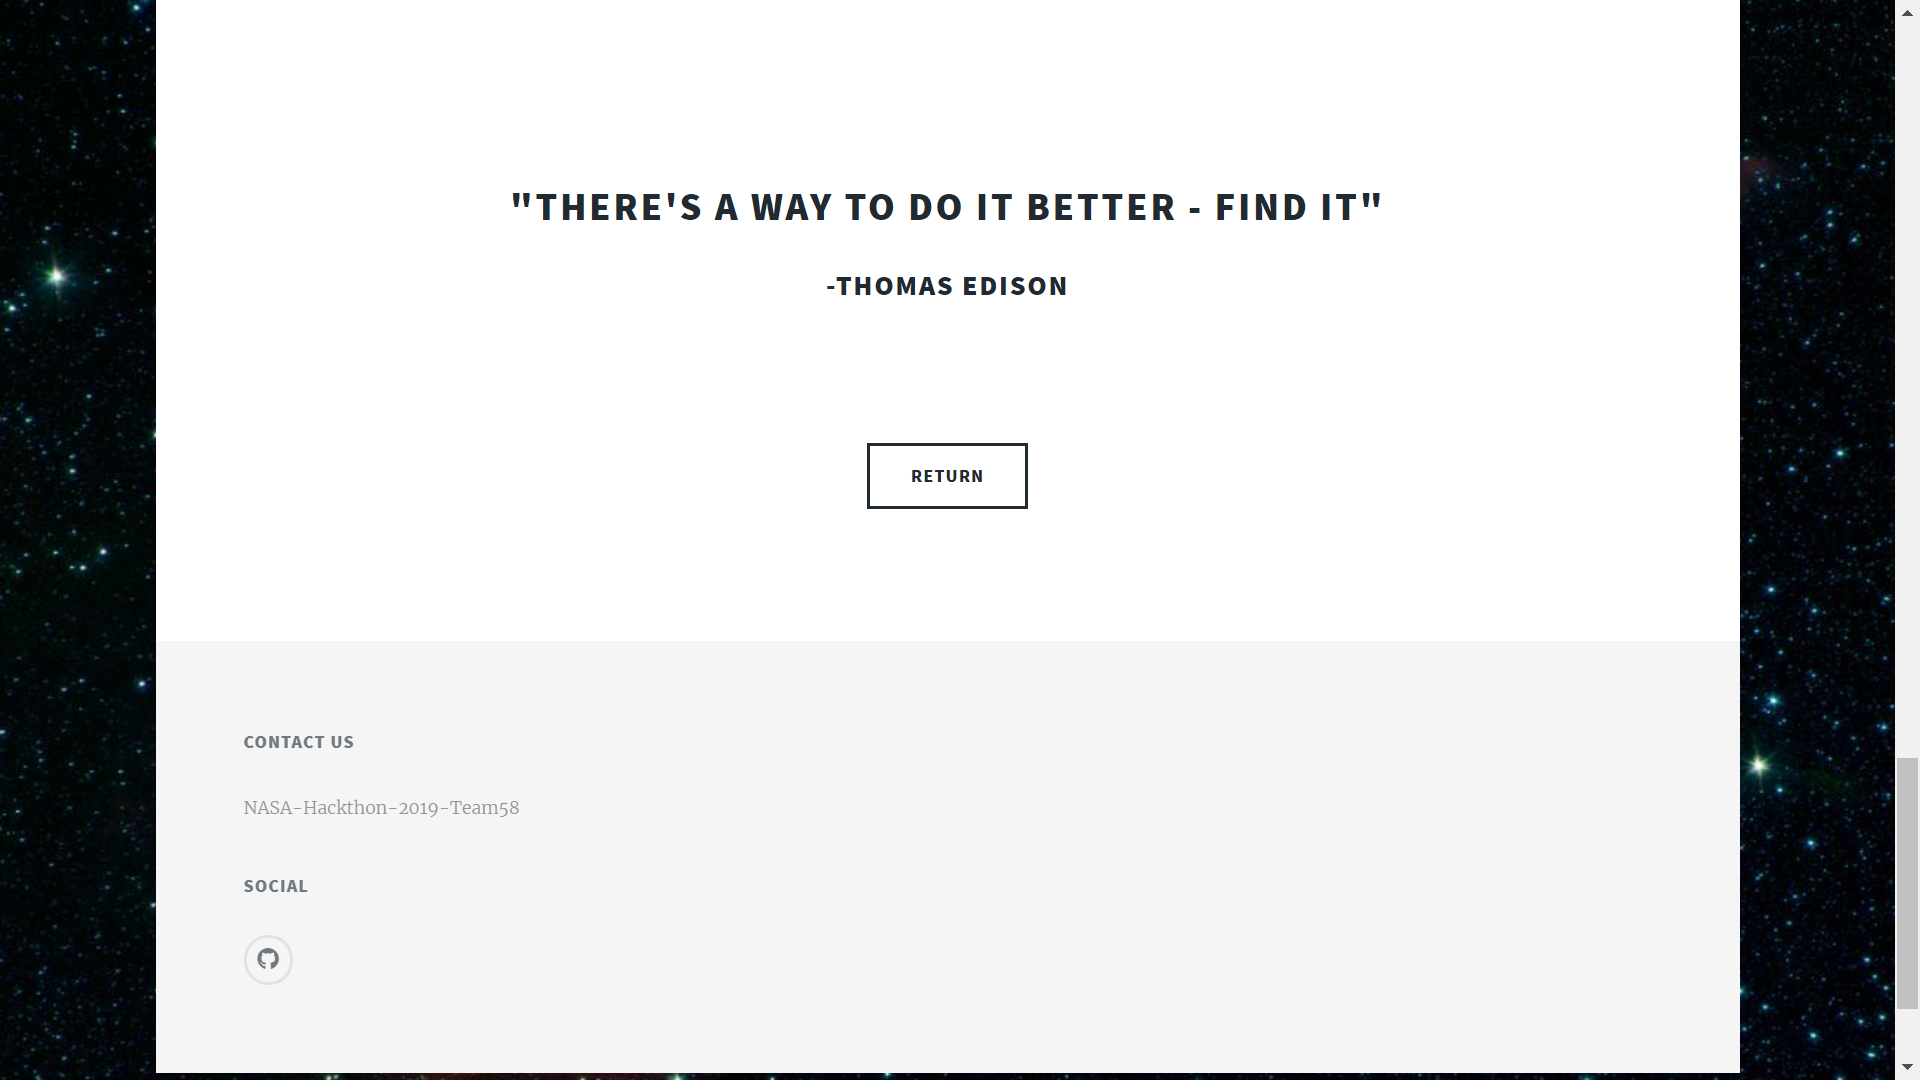 "THERE'S A WAY TO DO IT BETTER - FIND IT"
-THOMAS EDISON
RETURN
CONTACT US
NASA-Hackthon-2019-Team58
SOCIAL